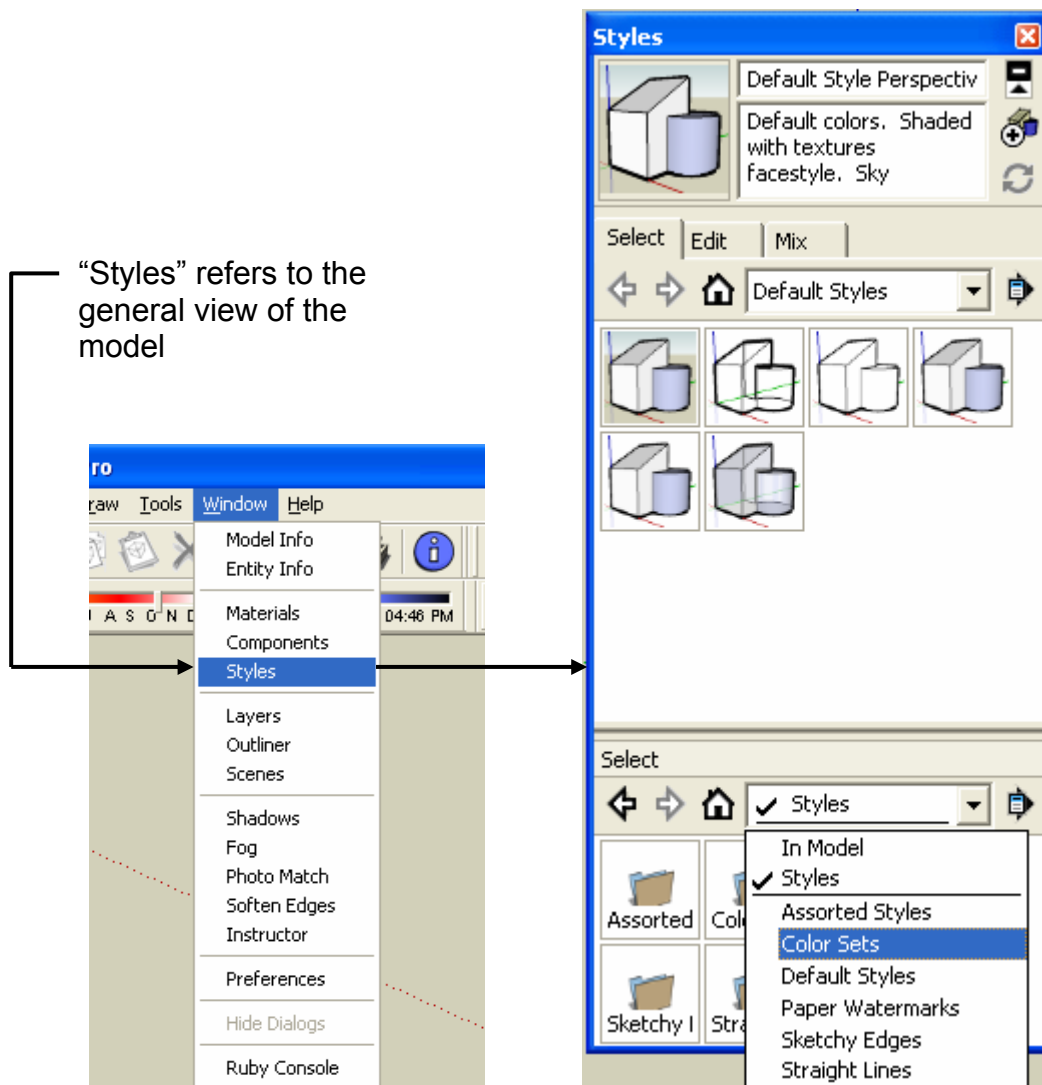 Styles
Default Style Perspectiv
Default colors. Shaded
with textures
facestyle. Sky
Select Edit Mix
Default Styles
“Styles” refers to the
general view of the
model
ro
raw Tools Window Help
Model Info
Entity Info
A S O N D 04:46 PM
Materials
Components
Styles
Layers
Outliner
Scenes
Shadows
Fog
Photo Match
Soften Edges
Instructor
Preferences
Hide Dialogs
Ruby Console
Select
Styles
In Model
Styles
Assorted Styles
Color Sets
Default Styles
Paper Watermarks
Sketchy Edges
Straight Lines
Assorted Col
Sketchy Stra